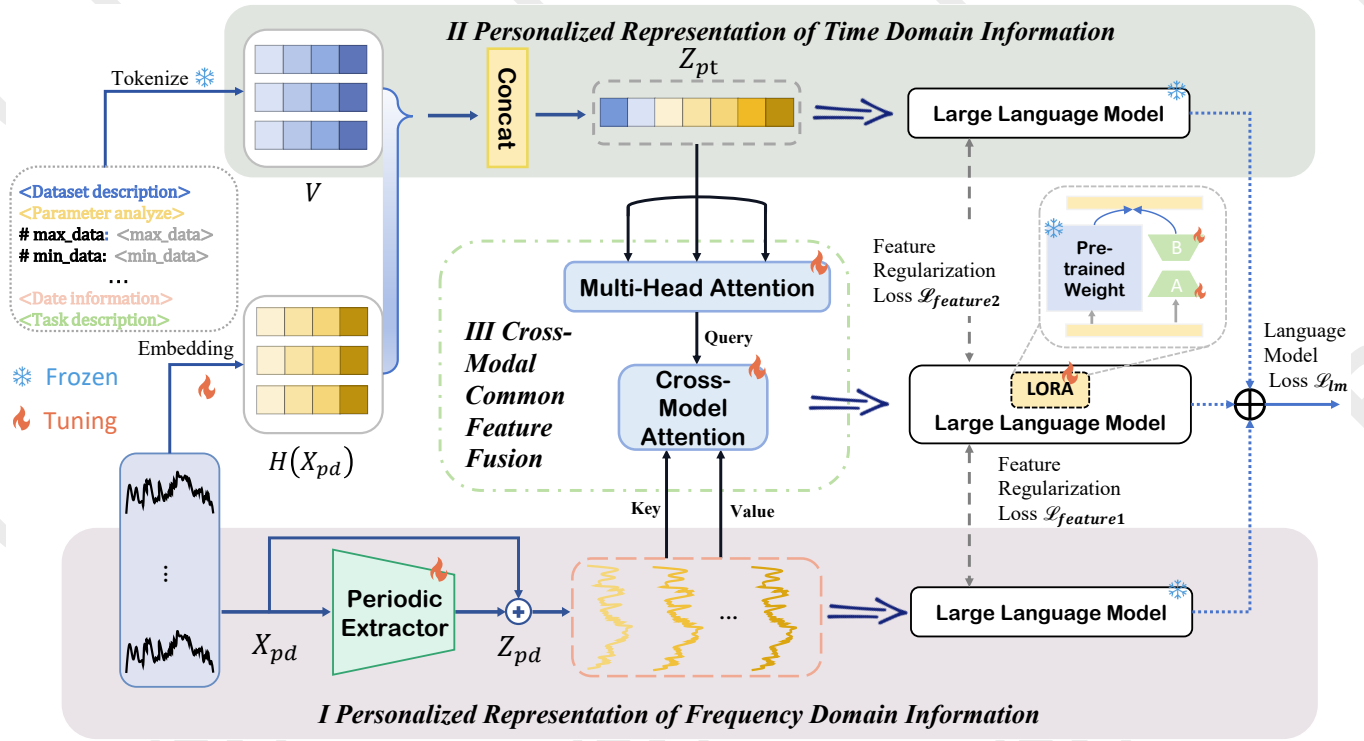 II Personalized Representation of Time Domain Information
Tokenize
V
Concat
Z_pt
Large Language Model
<Dataset description>
<Parameter analyze>
# max_data: <max_data>
# min_data: <min_data>
...
<Date information>
<Task description>
Embedding
H(X_pd)
Frozen
Tuning
Multi-Head Attention
Query
III Cross-
Modal
Common
Feature
Fusion
Cross-
Model
Attention
Key
Value
Feature
Regularization
Loss ℒ_feature2
Pre-
trained
Weight
B
A
LORA
Large Language Model
Language
Model
Loss ℒ_lm
Feature
Regularization
Loss ℒ_feature1
X_pd
Periodic
Extractor
Z_pd
...
Large Language Model
I Personalized Representation of Frequency Domain Information